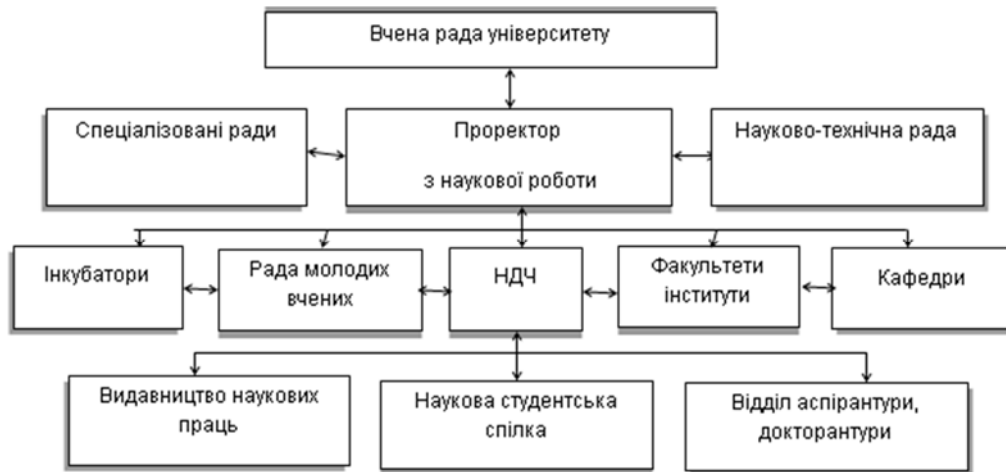 Вчена рада університету
Спеціалізовані ради
Проректор
з наукової роботи
Науково-технічна рада
Інкубатори
Рада молодих
вчених
НДЧ
Факультети
інститути
Кафедри
Видавництво наукових
праць
Наукова студентська
спілка
Відділ аспірантури,
докторантури